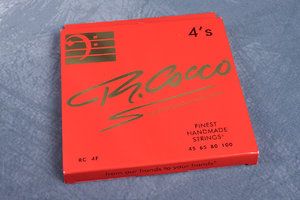 4's
R. Cocco
FINEST
HANDMADE
STRINGS
RC 4F
45 65 80 100
from our hands to your hands